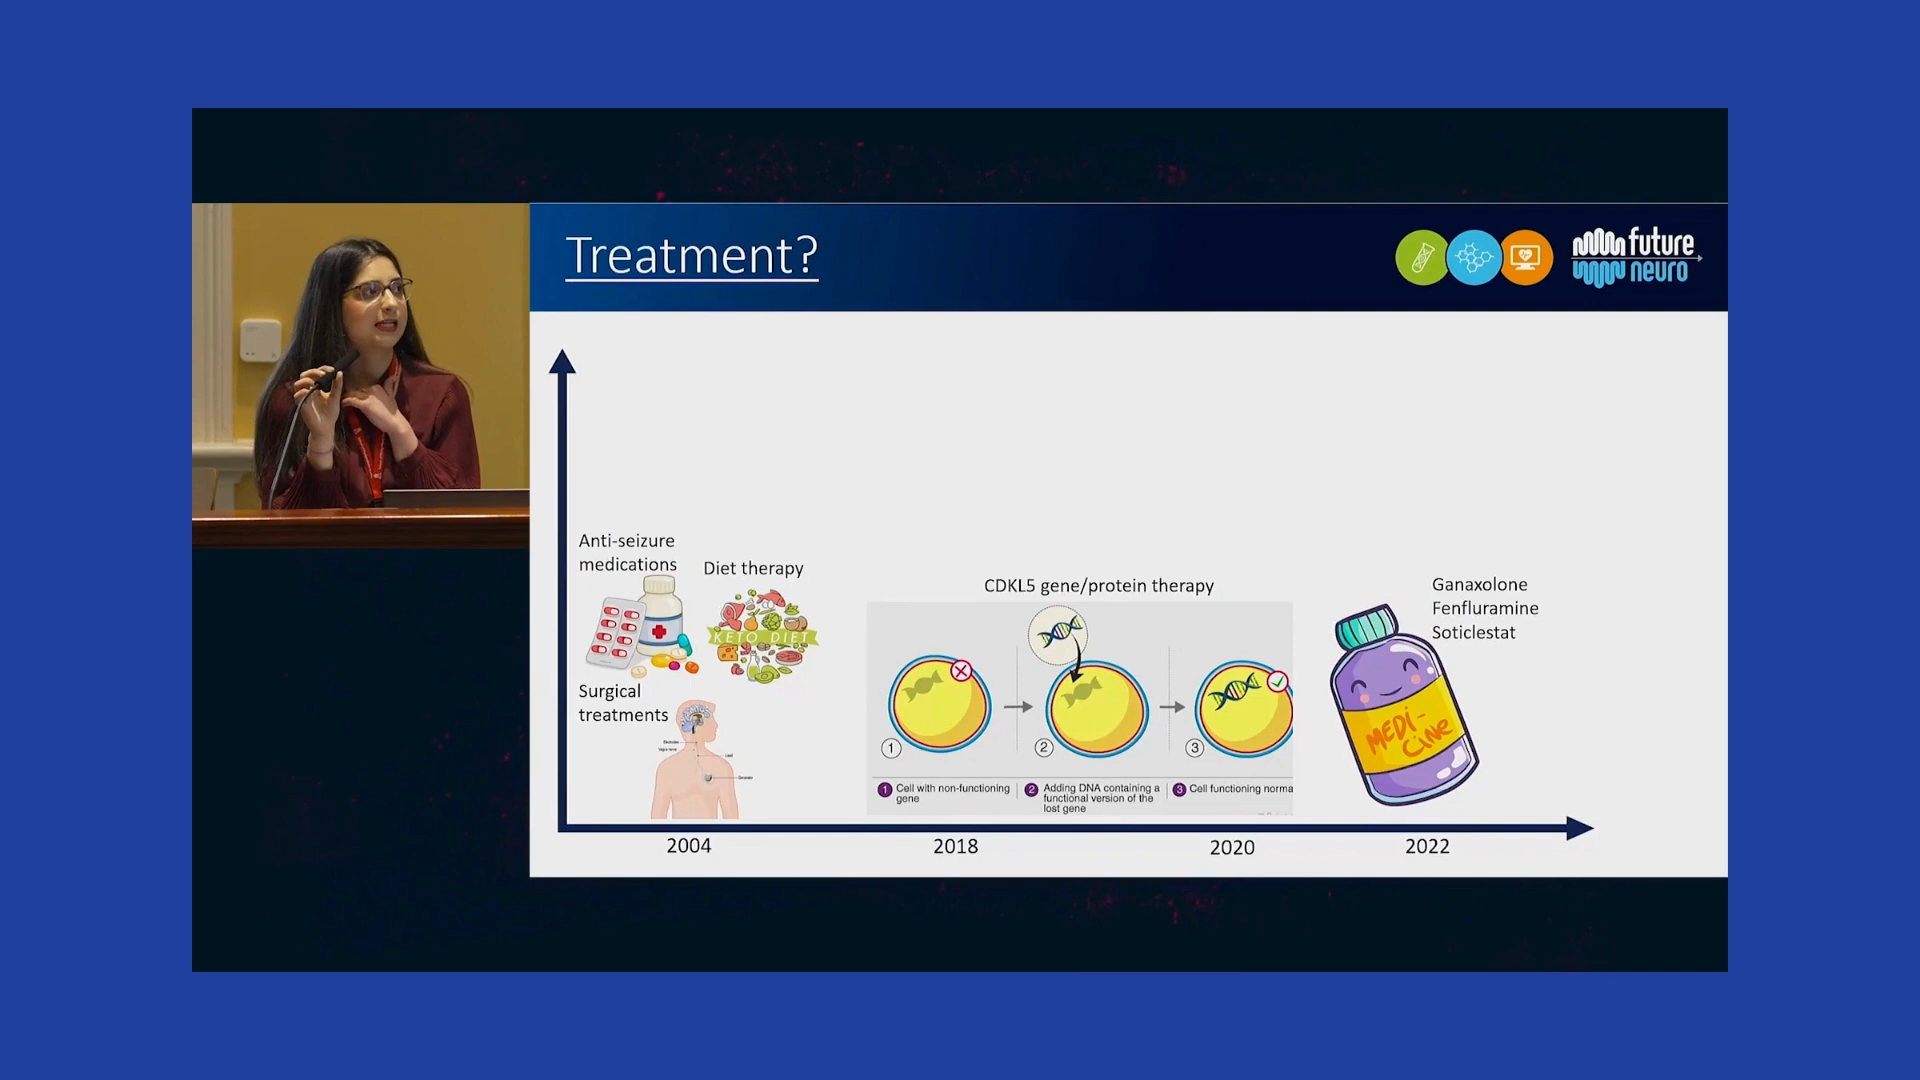 Treatment?
future
neuro
Anti-seizure
medications
Diet therapy
KETO DIET
Surgical
treatments
CDKL5 gene/protein therapy
1
2
3
1 Cell with non-functioning
gene
2 Adding DNA containing a
functional version of the
lost gene
3 Cell functioning norma
Ganaxolone
Fenfluramine
Soticlestat
MEDI-
CINE
2004
2018
2020
2022